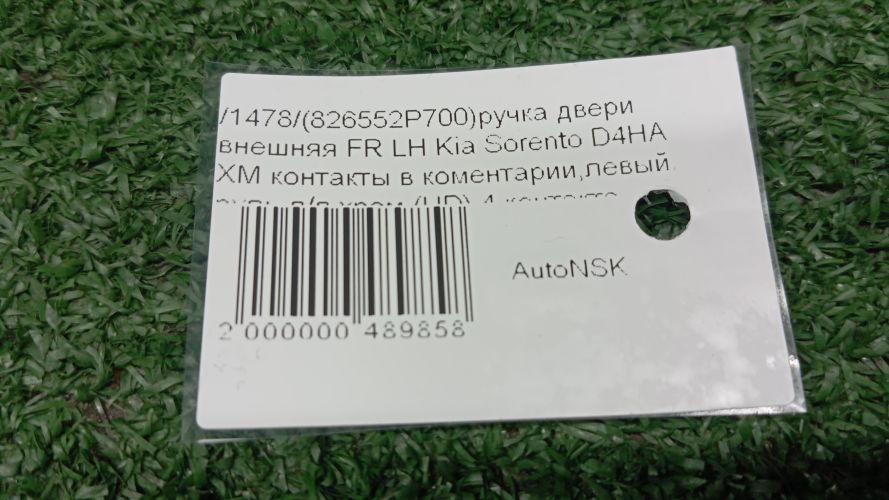 /1478/(826552P700)ручка двери
внешняя FR LH Kia Sorento D4HA
XM контакты в коментарии,левый
AutoNSK
2 000000 489858